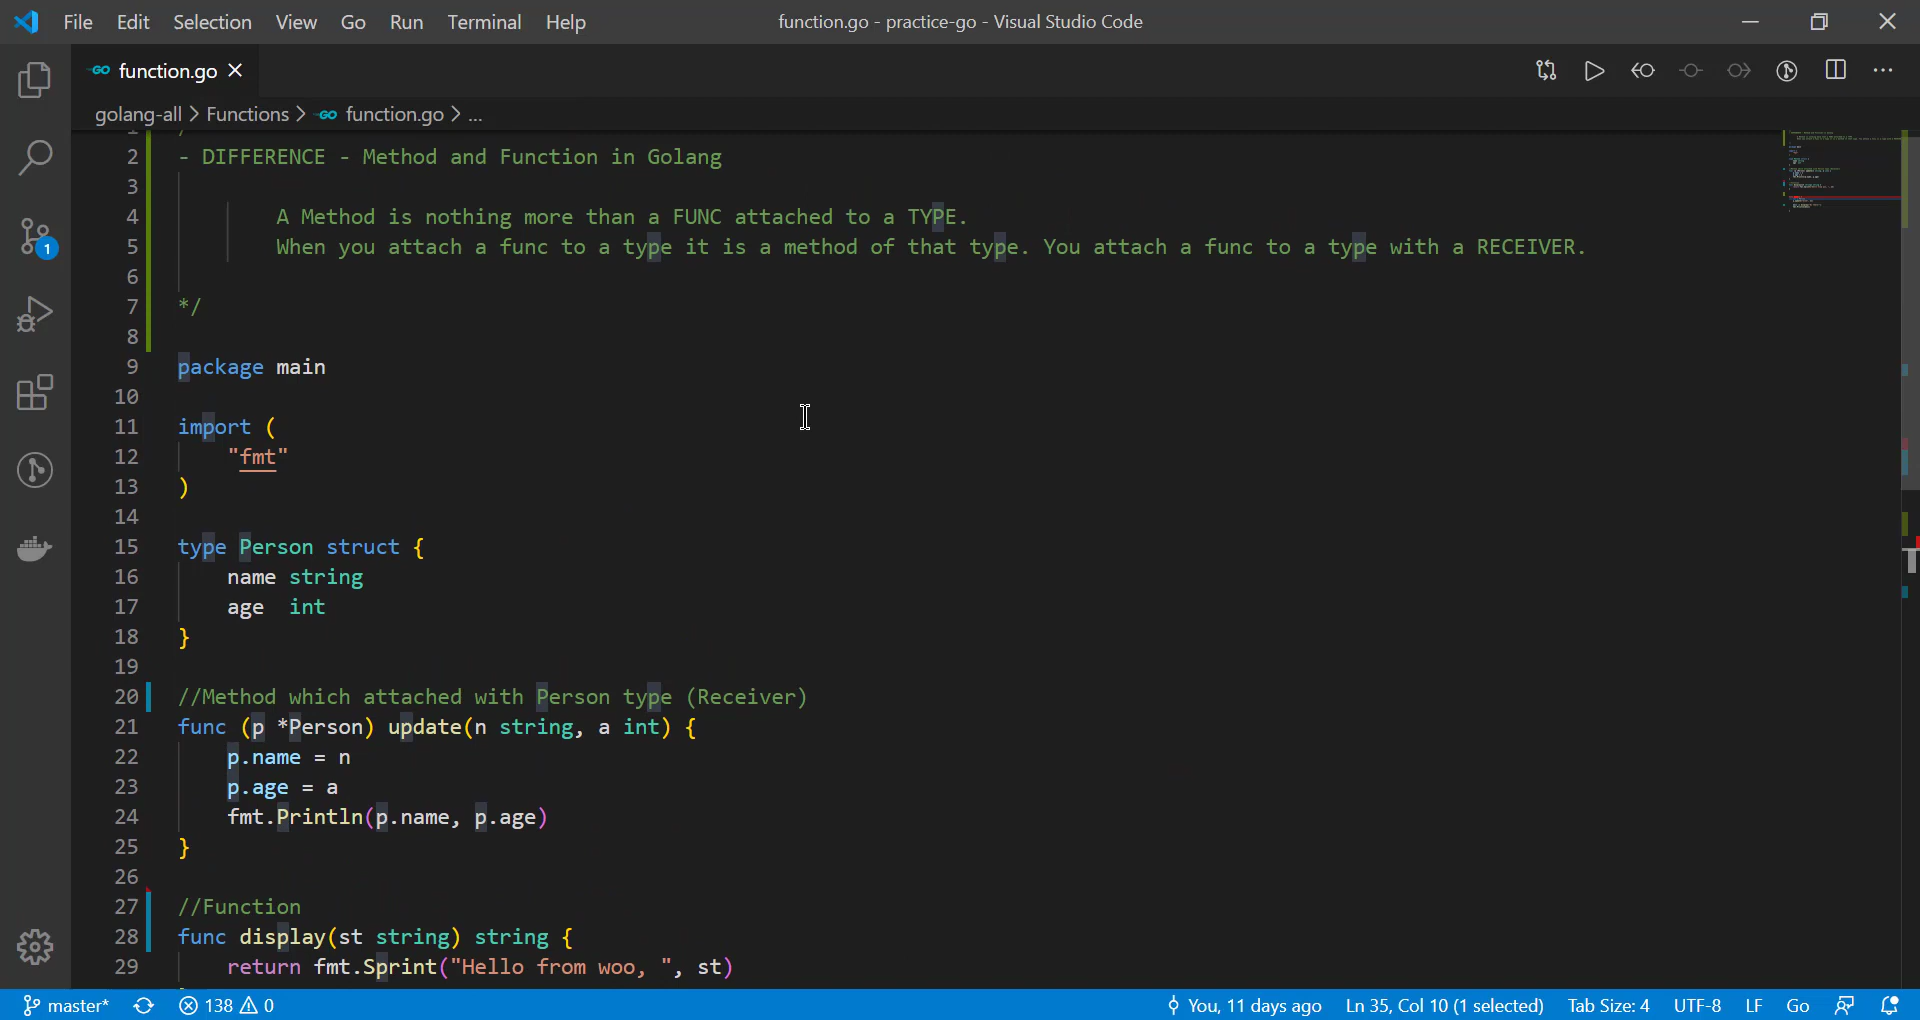 File Edit Selection View Go Run Terminal Help function.go - practice-go - Visual Studio Code
GO function.go
golang-all > Functions > GO function.go > ...
1
2 - DIFFERENCE - Method and Function in Golang
3
4 A Method is nothing more than a FUNC attached to a TYPE.
5 When you attach a func to a type it is a method of that type. You attach a func to a type with a RECEIVER.
6
7 */
8
9 package main
10
11 import (
12 "fmt"
13 )
14
15 type Person struct {
16 name string
17 age int
18 }
19
20 //Method which attached with Person type (Receiver)
21 func (p *Person) update(n string, a int) {
22 p.name = n
23 p.age = a
24 fmt.Println(p.name, p.age)
25 }
26
27 //Function
28 func display(st string) string {
29 return fmt.Sprint("Hello from woo, ", st)
1
master* 138 0 You, 11 days ago Ln 35, Col 10 (1 selected) Tab Size: 4 UTF-8 LF Go